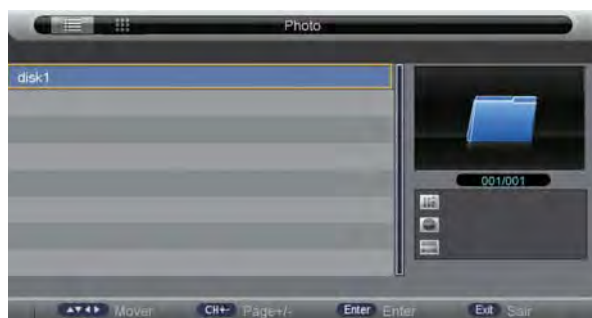 Photo
disk1
001/001
▲▼◄► Mover CH+- Page+/- Enter Enter Exit Sair